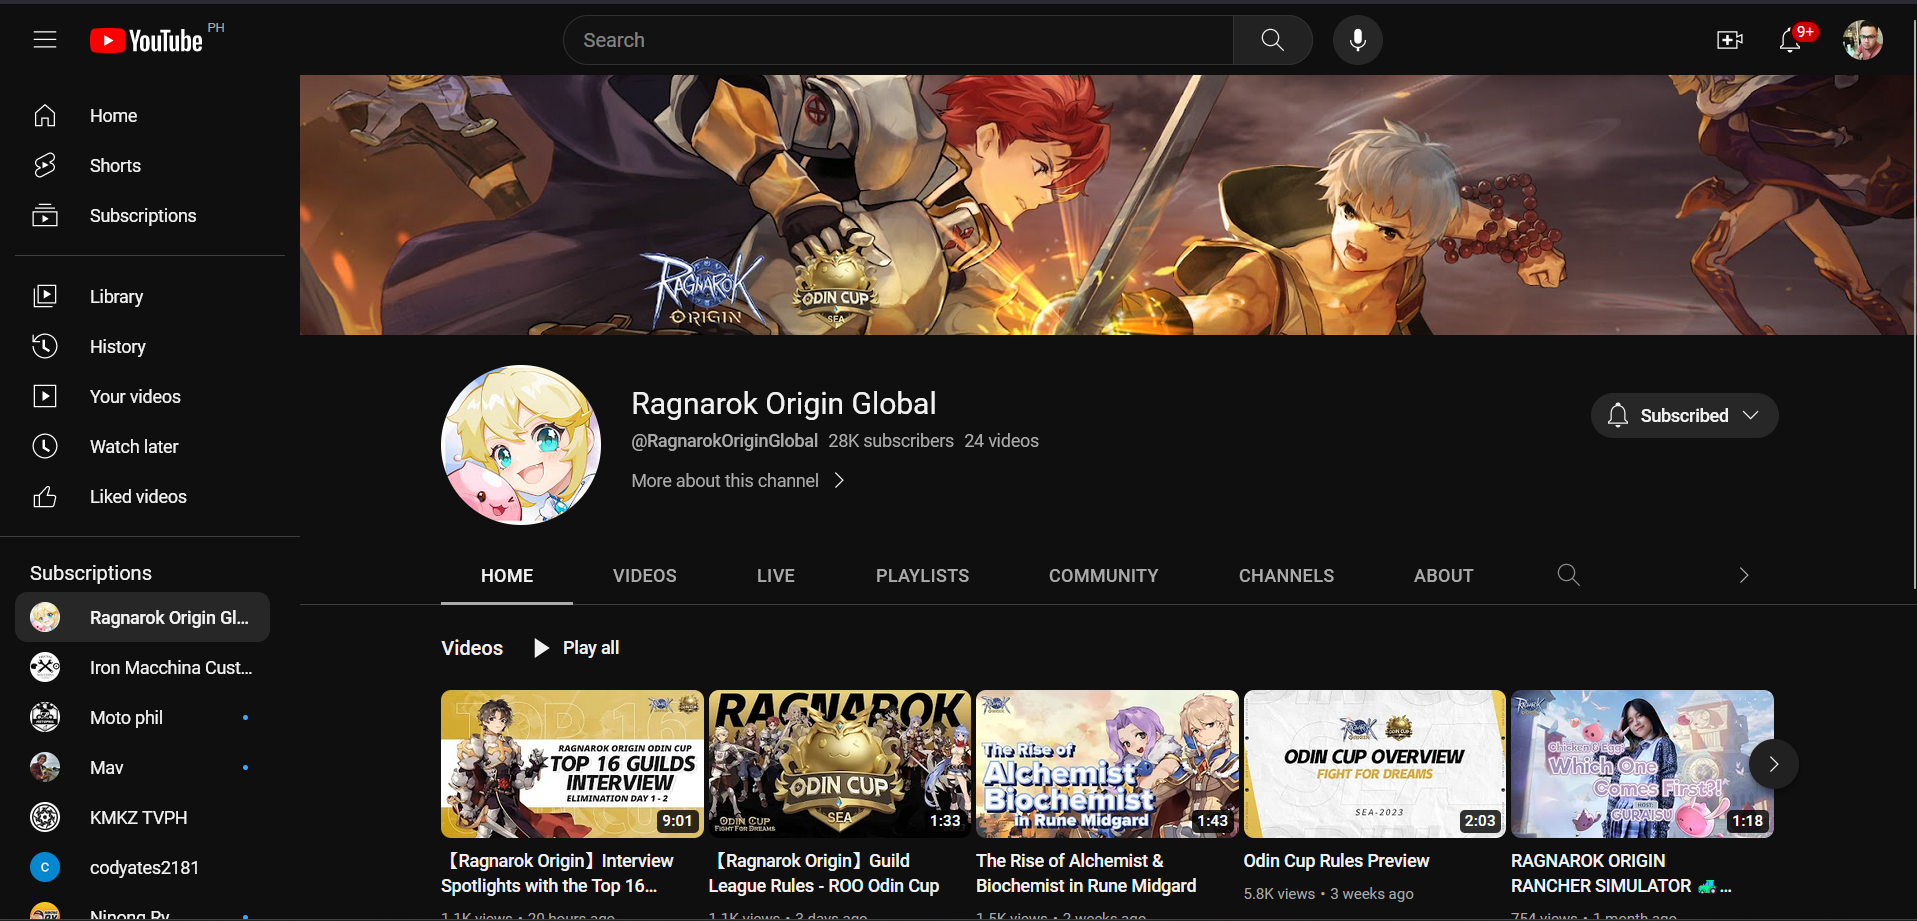 YouTube PH
Search
9+
Home
Shorts
Subscriptions
Library
History
Your videos
Watch later
Liked videos
Subscriptions
Ragnarok Origin Gl...
Iron Macchina Cust...
Moto phil
Mav
KMKZ TVPH
c
codyates2181
Ninong Ry
RAGNAROK
ORIGIN
ODIN CUP
SEA
Ragnarok Origin Global
@RagnarokOriginGlobal 28K subscribers 24 videos
More about this channel
Subscribed
HOME VIDEOS LIVE PLAYLISTS COMMUNITY CHANNELS ABOUT
Videos Play all
TOP 16
RAGNAROK ORIGIN ODIN CUP
TOP 16 GUILDS
INTERVIEW
ELIMINATION DAY 1 - 2
9:01
【Ragnarok Origin】Interview
Spotlights with the Top 16...
1.1K views • 20 hours ago
RAGNAROK
ODIN CUP
SEA
ODIN CUP
FIGHT FOR DREAMS
1:33
【Ragnarok Origin】Guild
League Rules - ROO Odin Cup
1.1K views • 3 days ago
The Rise of
Alchemist
Biochemist
in Rune Midgard
1:43
The Rise of Alchemist &
Biochemist in Rune Midgard
1.5K views • 2 weeks ago
ODIN CUP OVERVIEW
FIGHT FOR DREAMS
SEA-2023
2:03
Odin Cup Rules Preview
5.8K views • 3 weeks ago
Chicken & Egg?
Which One
Comes First?!
HOST
GURAISU
1:18
RAGNAROK ORIGIN
RANCHER SIMULATOR 🚜 ...
754 views • 1 month ago